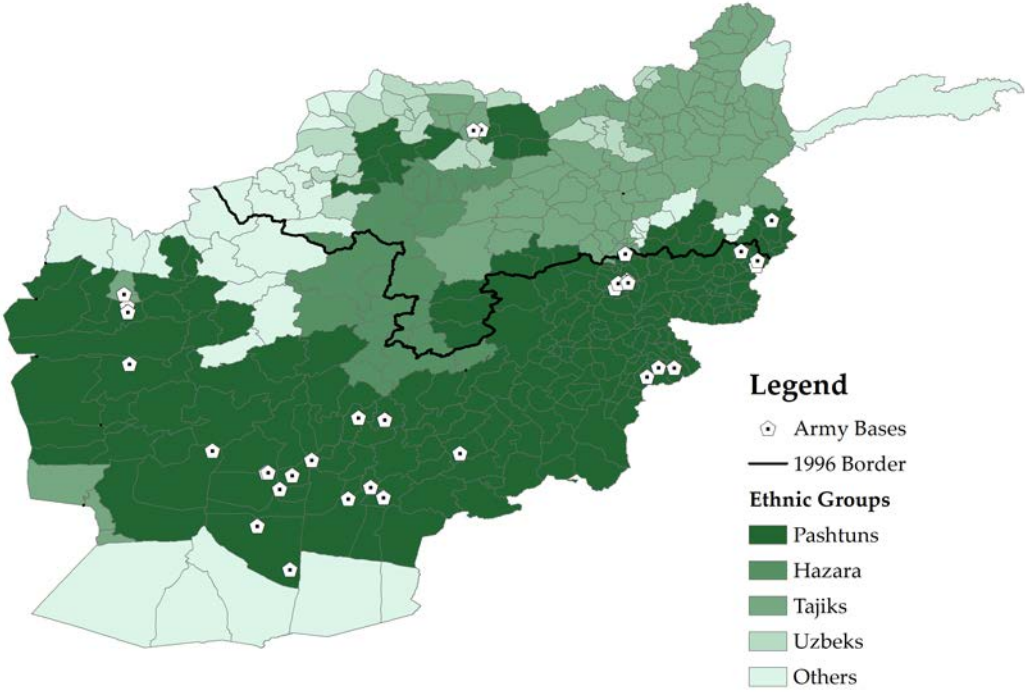 Legend
Army Bases
1996 Border
Ethnic Groups
Pashtuns
Hazara
Tajiks
Uzbeks
Others